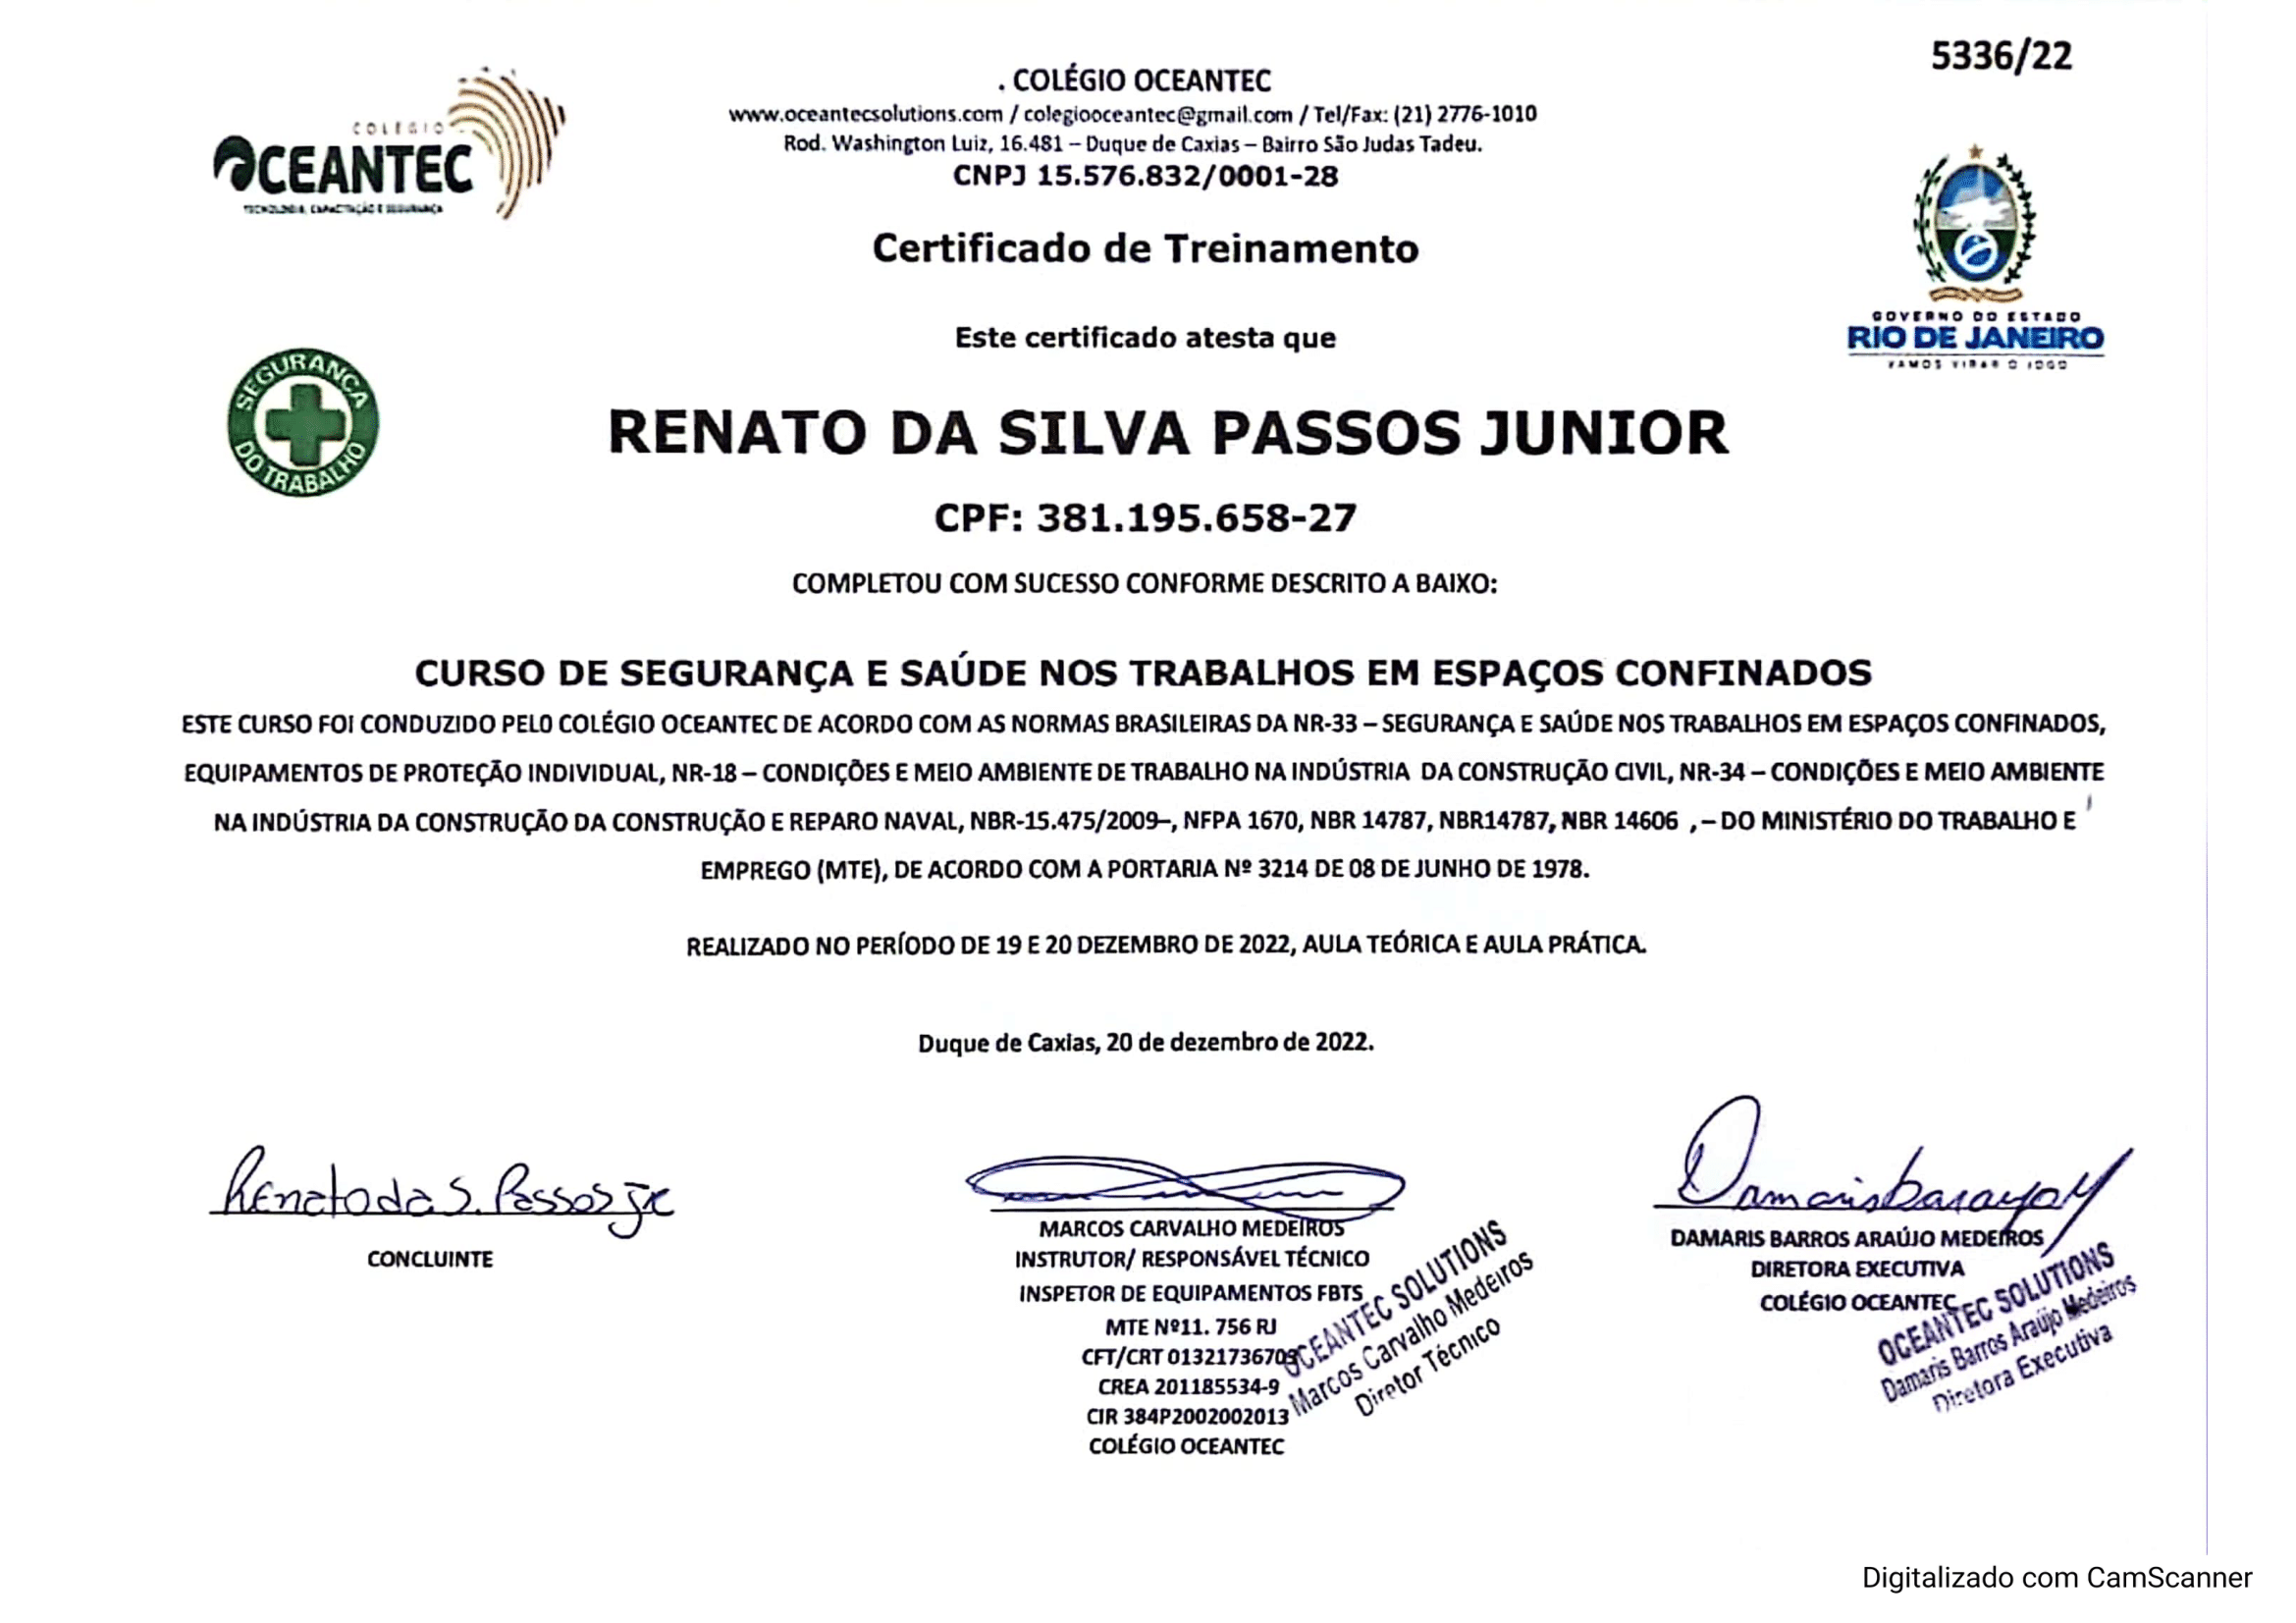 5336/22
COLÉGIO
OCEANTEC
TECNOLOGIA, CAPACITAÇÃO E SEGURANÇA
. COLÉGIO OCEANTEC
www.oceantecsolutions.com / colegiooceantec@gmail.com / Tel/Fax: (21) 2776-1010
Rod. Washington Luiz, 16.481 – Duque de Caxias – Bairro São Judas Tadeu.
CNPJ 15.576.832/0001-28
Certificado de Treinamento
GOVERNO DO ESTADO
RIO DE JANEIRO
VAMOS VIRAR O JOGO
Este certificado atesta que
SEGURANÇA
DO TRABALHO
RENATO DA SILVA PASSOS JUNIOR
CPF: 381.195.658-27
COMPLETOU COM SUCESSO CONFORME DESCRITO A BAIXO:
CURSO DE SEGURANÇA E SAÚDE NOS TRABALHOS EM ESPAÇOS CONFINADOS
ESTE CURSO FOI CONDUZIDO PEL0 COLÉGIO OCEANTEC DE ACORDO COM AS NORMAS BRASILEIRAS DA NR-33 – SEGURANÇA E SAÚDE NOS TRABALHOS EM ESPAÇOS CONFINADOS,
EQUIPAMENTOS DE PROTEÇÃO INDIVIDUAL, NR-18 – CONDIÇÕES E MEIO AMBIENTE DE TRABALHO NA INDÚSTRIA DA CONSTRUÇÃO CIVIL, NR-34 – CONDIÇÕES E MEIO AMBIENTE
NA INDÚSTRIA DA CONSTRUÇÃO DA CONSTRUÇÃO E REPARO NAVAL, NBR-15.475/2009–, NFPA 1670, NBR 14787, NBR14787, NBR 14606 , – DO MINISTÉRIO DO TRABALHO E
EMPREGO (MTE), DE ACORDO COM A PORTARIA Nº 3214 DE 08 DE JUNHO DE 1978.
REALIZADO NO PERÍODO DE 19 E 20 DEZEMBRO DE 2022, AULA TEÓRICA E AULA PRÁTICA.
Duque de Caxias, 20 de dezembro de 2022.
Renato da S. Passos Jr
CONCLUINTE
MARCOS CARVALHO MEDEIROS
INSTRUTOR/ RESPONSÁVEL TÉCNICO
INSPETOR DE EQUIPAMENTOS FBTS
MTE Nº11. 756 RJ
CFT/CRT 01321736709
CREA 201185534-9
CIR 384P2002002013
COLÉGIO OCEANTEC
OCEANTEC SOLUTIONS
Marcos Carvalho Medeiros
Diretor Técnico
DAMARIS BARROS ARAÚJO MEDEIROS
DIRETORA EXECUTIVA
COLÉGIO OCEANTEC
OCEANTEC SOLUTIONS
Damaris Barros Araújo Medeiros
Diretora Executiva
Digitalizado com CamScanner